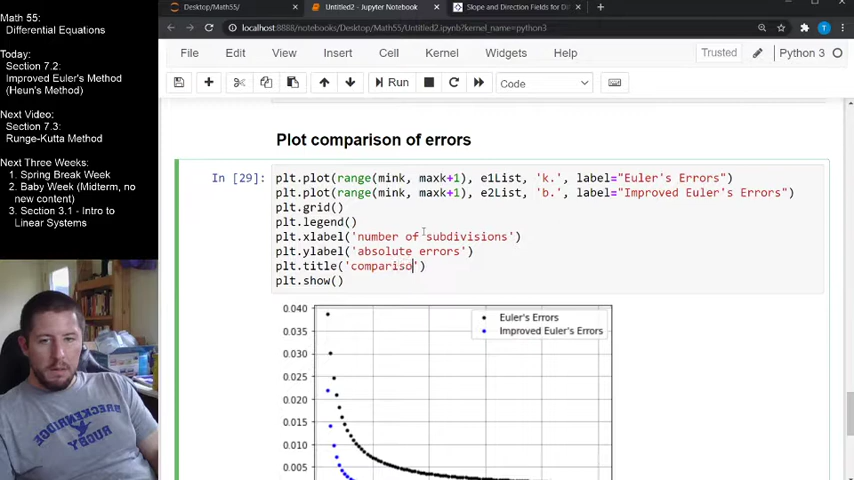 Math 55:
Differential Equations
Today:
Section 7.2
Improved Euler's Method
(Heun's Method)
Next Video:
Section 7.3
Runge-Kutta Method
Next Three Weeks:
1. Spring Break Week
2. Baby Week (Midterm, no
new content)
3. Section 3.1 - Intro to
Linear Systems
Desktop/Math55/
Untitled2 - Jupyter Notebook
Slope and Direction Fields for Di
localhost:8888/notebooks/Desktop/Math55/Untitled2.ipynb?kernel_name=python3
T
File Edit View Insert Cell Kernel Widgets Help Trusted Python 3
Run Code
Plot comparison of errors
In [29]:
plt.plot(range(mink, maxk+1), e1List, 'k.', label="Euler's Errors")
plt.plot(range(mink, maxk+1), e2List, 'b.', label="Improved Euler's Errors")
plt.grid()
plt.legend()
plt.xlabel('number of subdivisions')
plt.ylabel('absolute errors')
plt.title('compariso')
plt.show()
0.040
Euler's Errors
0.035
Improved Euler's Errors
0.030
0.025
0.020
0.015
0.010
0.005
BRECKENRIDGE
RUGBY